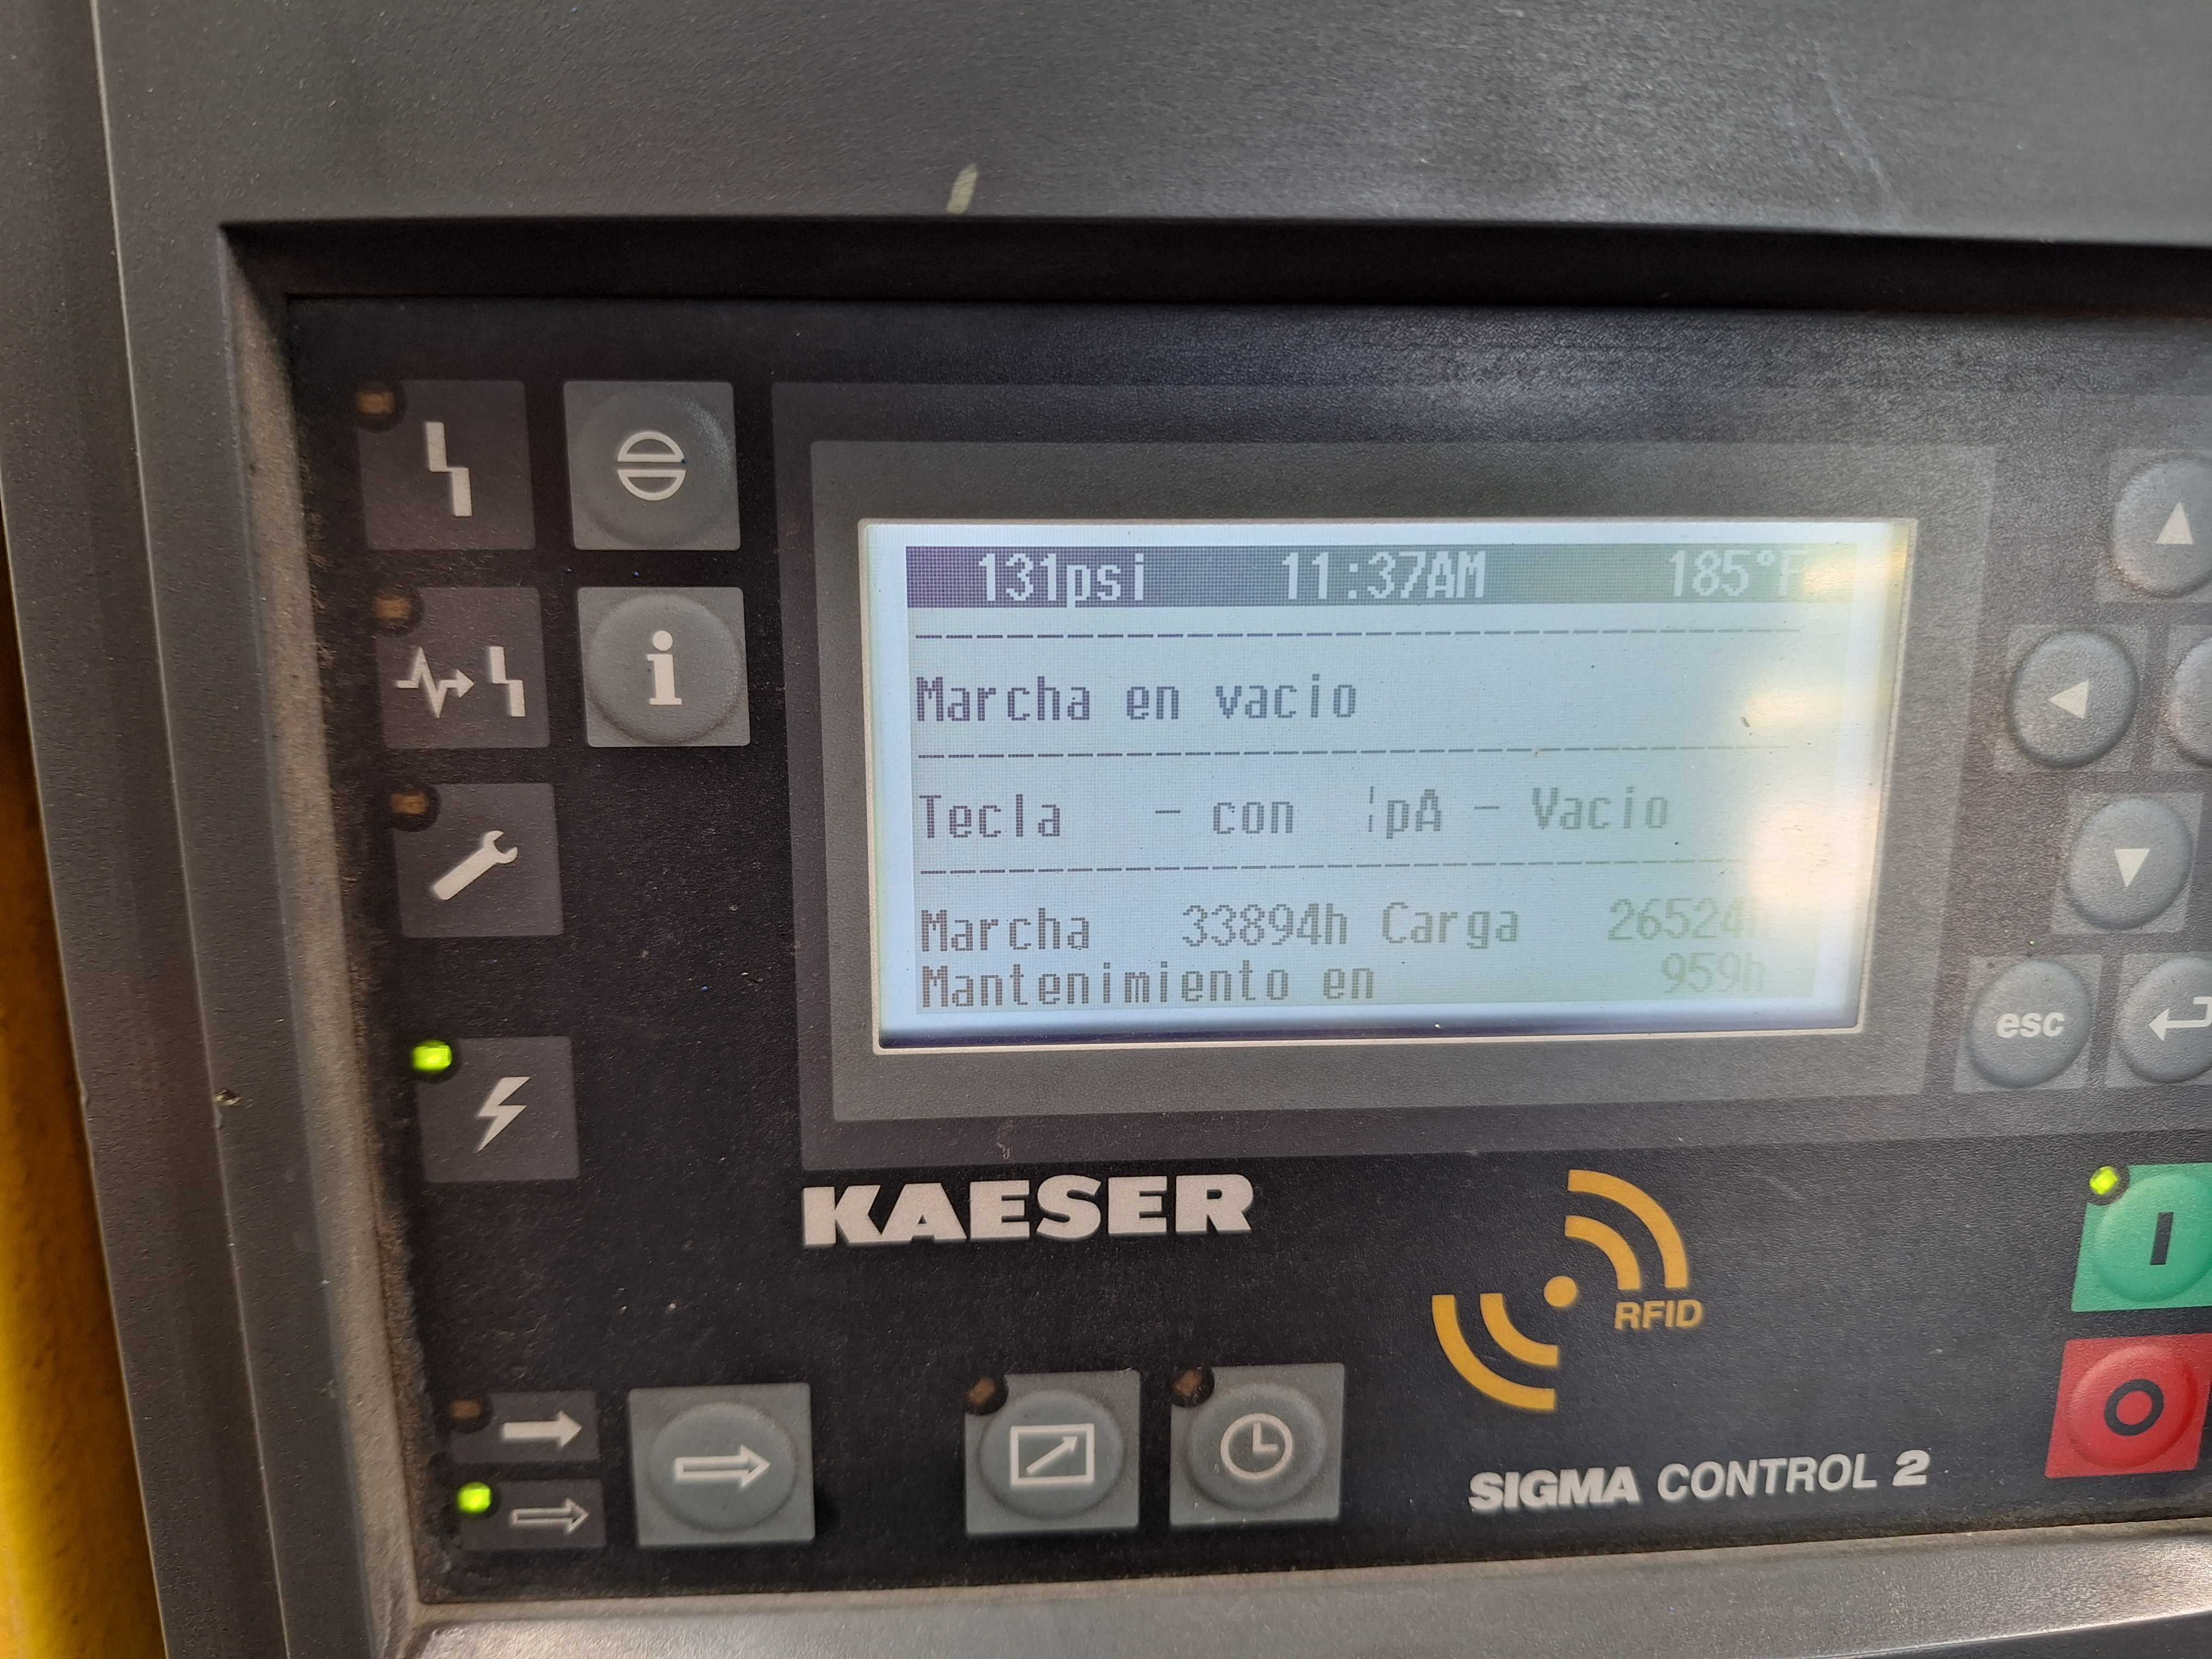 131psi 11:37AM 185°F
Marcha en vacio
Tecla - con ¦pA - Vacio
Marcha 33894h Carga 26524h
Mantenimiento en 959h
i
esc
KAESER
RFID
I
O
SIGMA CONTROL 2